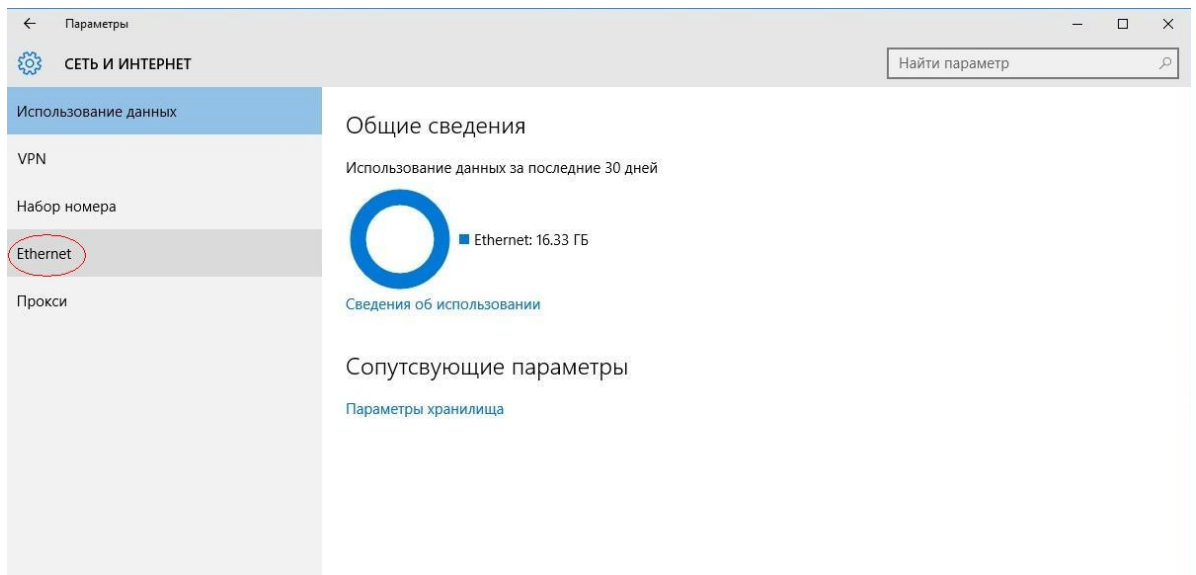 Параметры
СЕТЬ И ИНТЕРНЕТ
Найти параметр
Использование данных
VPN
Набор номера
Ethernet
Прокси
Общие сведения
Использование данных за последние 30 дней
Ethernet: 16.33 ГБ
Сведения об использовании
Сопутсвующие параметры
Параметры хранилища